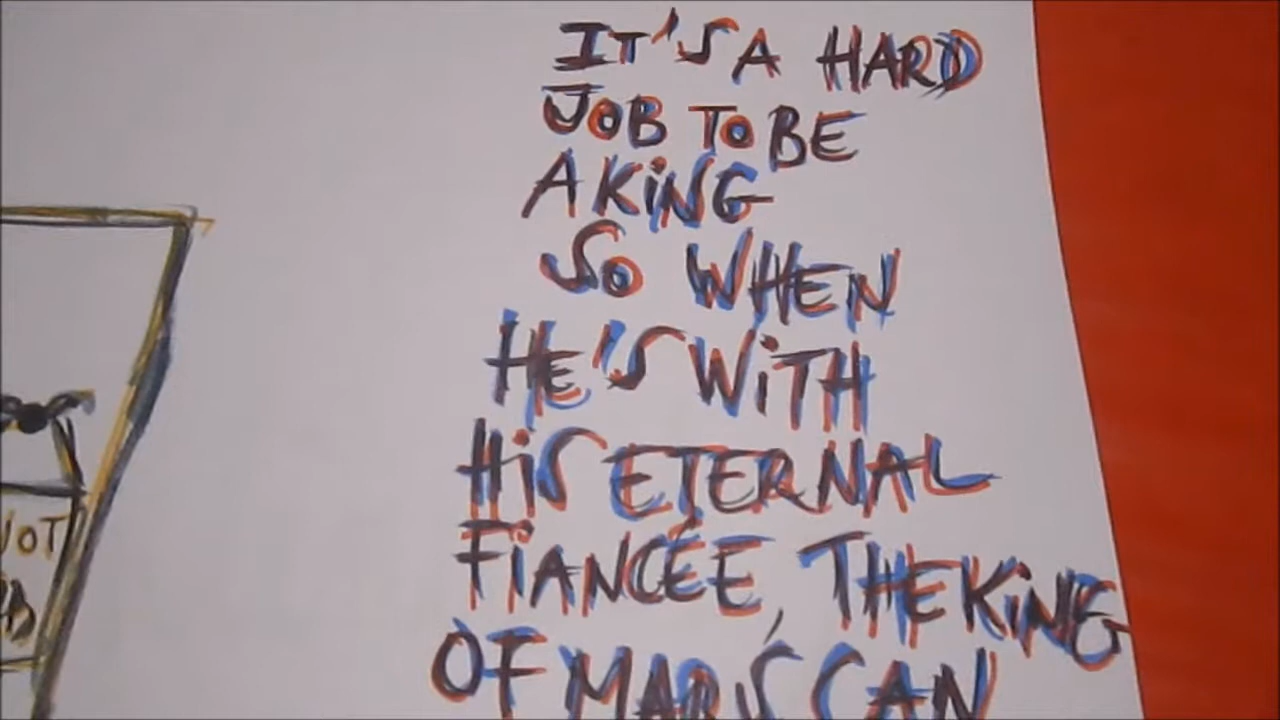 IT'S A HARD
JOB TO BE
A KiNG
SO WHEN
HE'S WiTH
HiS ETERNAL
FiANCÉE, THE KiNG
OF MARS CAN